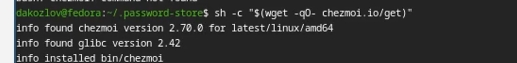 dakozlov@fedora:~/.password-store$ sh -c "$(wget -qO- chezmoi.io/get)"
info found chezmoi version 2.70.0 for latest/linux/amd64
info found glibc version 2.42
info installed bin/chezmoi